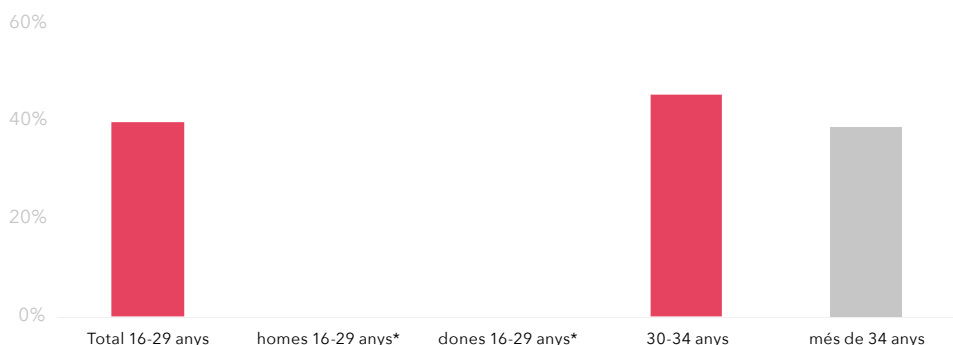 60%
40%
20%
0%
Total 16-29 anys
homes 16-29 anys*
dones 16-29 anys*
30-34 anys
més de 34 anys